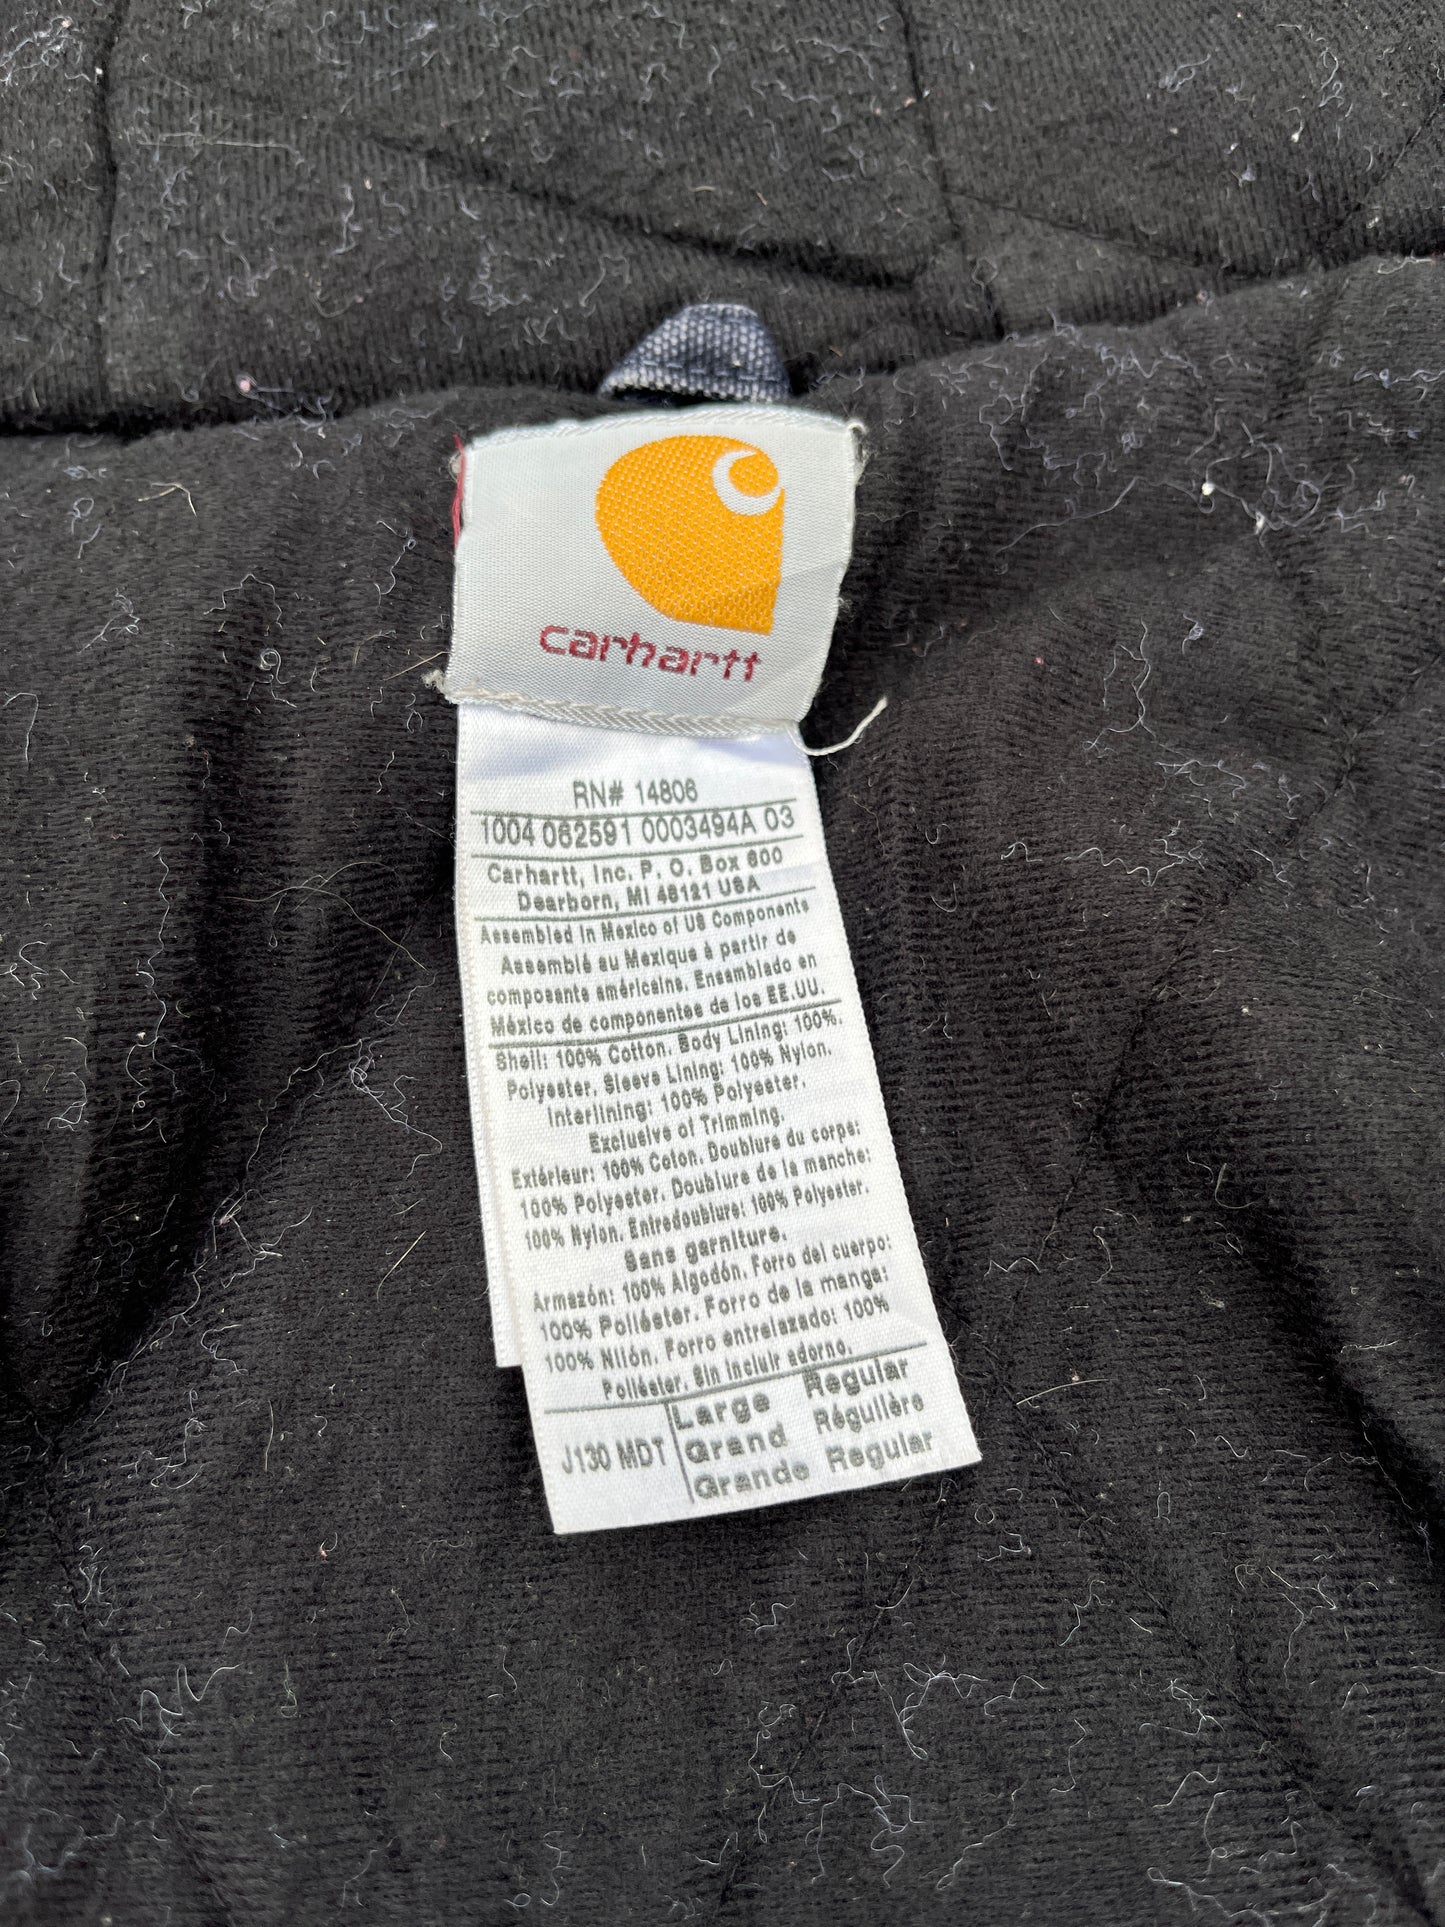 carhartt
RN# 14806
1004 062591 0003494A 03
Carhartt, Inc. P. O. Box 600
Dearborn, MI 48121 USA
Assembled in Mexico of US Components
Assemblé au Mexique à partir de
composants américains. Ensamblado en
México de componentes de los EE.UU.
Shell: 100% Cotton. Body Lining: 100%.
Polyester. Sleeve Lining: 100% Nylon.
Interlining: 100% Polyester.
Exclusive of Trimming.
Extérieur: 100% Coton. Doublure du corps:
100% Polyester. Doublure de la manche:
100% Nylon. Entredoublure: 100% Polyester.
Sans garniture.
Armazón: 100% Algodón. Forro del cuerpo:
100% Poliéster. Forro de la manga:
100% Nilón. Forro entrelazado: 100%
Poliéster. Sin incluir adorno.
J130 MDT Large Regular
Grand Régulière
Grande Regular